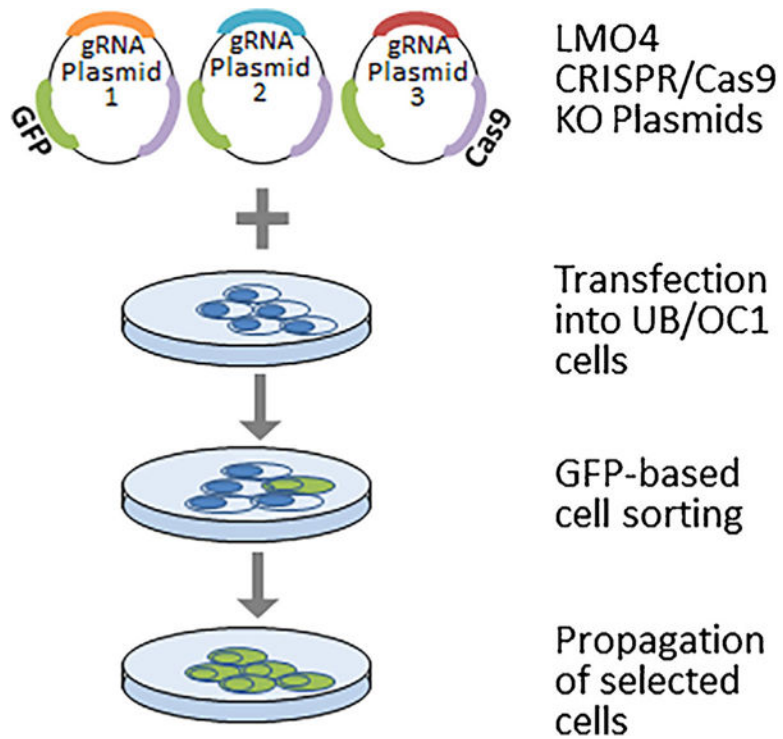 gRNA
Plasmid
1
gRNA
Plasmid
2
gRNA
Plasmid
3
GFP
Cas9
LMO4
CRISPR/Cas9
KO Plasmids
Transfection
into UB/OC1
cells
GFP-based
cell sorting
Propagation
of selected
cells